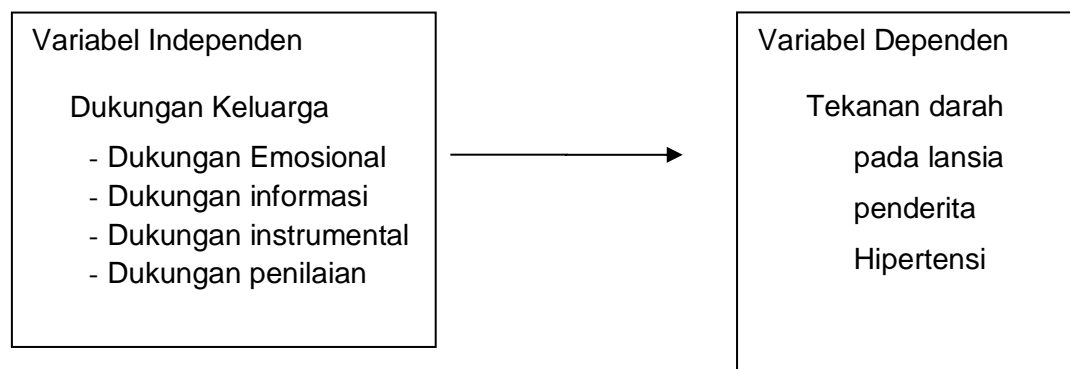 Variabel Independen
Dukungan Keluarga
- Dukungan Emosional
- Dukungan informasi
- Dukungan instrumental
- Dukungan penilaian
Variabel Dependen
Tekanan darah
pada lansia
penderita
Hipertensi